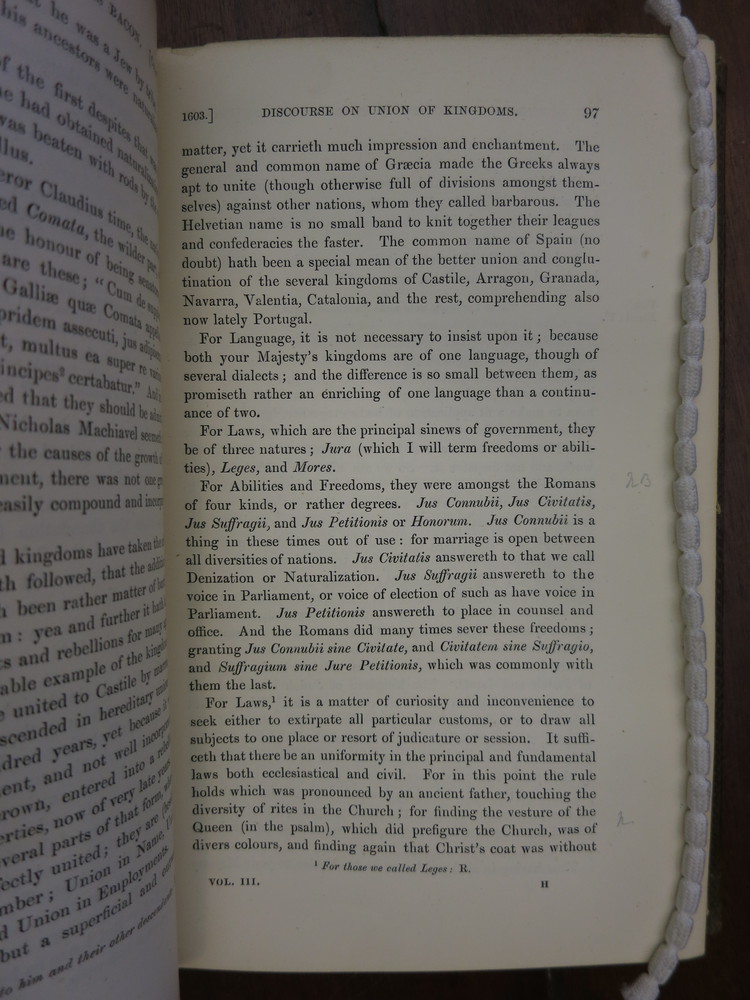 BACON.
he was a Jew by
his ancestors were
of the first despites that
he had obtained
was beaten with rods by the
Claudius time, the
Comata, the wilder
the honour of being
are these; "Cum de
Galliæ quæ Comata
pridem assecuti, jus
multus ea super re
certabatur."
ed that they should be
Nicholas Machiavel
the causes of the growth
ment, there was not one
easily compound and
d kingdoms have taken
th followed, that the
been rather matter of
: yea and further it hath
ts and rebellions for many
able example of the
united to Castile by
scended in hereditary
dred years, yet because
ent, and not well
rown, entered into a
erties, now of very late years
veral parts of that form,
fectly united; they are
mber; Union in Name,
d Union in Employments
but a superficial and
to him and their other descendants
1603.] DISCOURSE ON UNION OF KINGDOMS. 97
matter, yet it carrieth much impression and enchantment. The
general and common name of Græcia made the Greeks always
apt to unite (though otherwise full of divisions amongst them-
selves) against other nations, whom they called barbarous. The
Helvetian name is no small band to knit together their leagues
and confederacies the faster. The common name of Spain (no
doubt) hath been a special mean of the better union and conglu-
tination of the several kingdoms of Castile, Arragon, Granada,
Navarra, Valentia, Catalonia, and the rest, comprehending also
now lately Portugal.
For Language, it is not necessary to insist upon it; because
both your Majesty's kingdoms are of one language, though of
several dialects; and the difference is so small between them, as
promiseth rather an enriching of one language than a continu-
ance of two.
For Laws, which are the principal sinews of government, they
be of three natures; Jura (which I will term freedoms or abili-
ties), Leges, and Mores.
For Abilities and Freedoms, they were amongst the Romans
of four kinds, or rather degrees. Jus Connubii, Jus Civitatis,
Jus Suffragii, and Jus Petitionis or Honorum. Jus Connubii is a
thing in these times out of use: for marriage is open between
all diversities of nations. Jus Civitatis answereth to that we call
Denization or Naturalization. Jus Suffragii answereth to the
voice in Parliament, or voice of election of such as have voice in
Parliament. Jus Petitionis answereth to place in counsel and
office. And the Romans did many times sever these freedoms;
granting Jus Connubii sine Civitate, and Civitatem sine Suffragio,
and Suffragium sine Jure Petitionis, which was commonly with
them the last.
For Laws,¹ it is a matter of curiosity and inconvenience to
seek either to extirpate all particular customs, or to draw all
subjects to one place or resort of judicature or session. It suffi-
ceth that there be an uniformity in the principal and fundamental
laws both ecclesiastical and civil. For in this point the rule
holds which was pronounced by an ancient father, touching the
diversity of rites in the Church; for finding the vesture of the
Queen (in the psalm), which did prefigure the Church, was of
divers colours, and finding again that Christ's coat was without
¹ For those we called Leges: R.
VOL. III. H